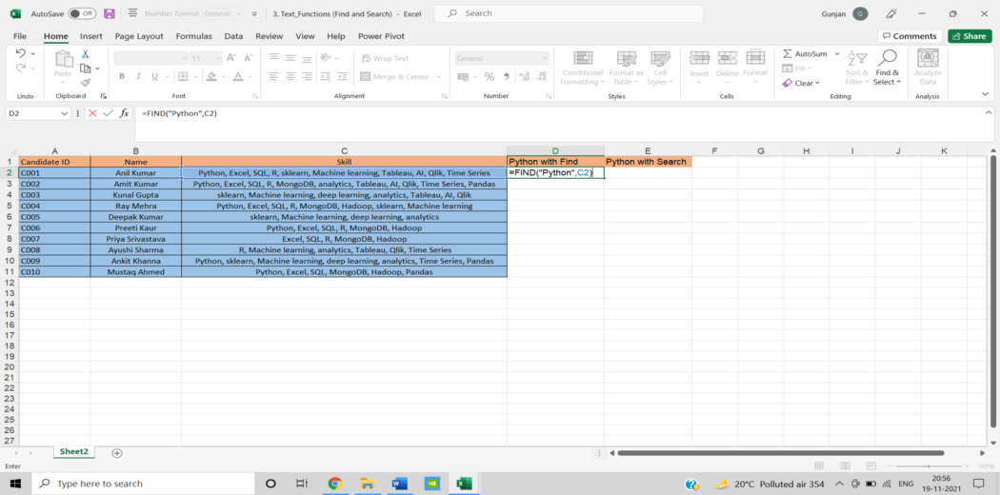 AutoSave Off Number Format General 3. Text_Functions (Find and Search) - Excel Search Gunjan G
File Home Insert Page Layout Formulas Data Review View Help Power Pivot Comments Share
Paste 11 A A Wrap Text General Conditional Formatting Format as Table Cell Styles Insert Delete Format AutoSum Fill Clear Sort & Filter Find & Select Analyze Data
B I U A Merge & Center % 9
Undo Clipboard Font Alignment Number Styles Cells Editing Analysis
D2 fx =FIND("Python",C2)
A B C D E F G H I J K
1 Candidate ID Name Skill Python with Find Python with Search
2 C001 Anil Kumar Python, Excel, SQL, R, sklearn, Machine learning, Tableau, AI, Qlik, Time Series =FIND("Python",C2)
3 C002 Amit Kumar Python, Excel, SQL, R, MongoDB, analytics, Tableau, AI, Qlik, Time Series, Pandas
4 C003 Kunal Gupta sklearn, Machine learning, deep learning, analytics, Tableau, AI, Qlik
5 C004 Ray Mehra Python, Excel, SQL, R, MongoDB, Hadoop, sklearn, Machine learning
6 C005 Deepak Kumar sklearn, Machine learning, deep learning, analytics
7 C006 Preeti Kaur Python, Excel, SQL, R, MongoDB, Hadoop
8 C007 Priya Srivastava Excel, SQL, R, MongoDB, Hadoop
9 C008 Ayushi Sharma R, Machine learning, analytics, Tableau, Qlik, Time Series
10 C009 Ankit Khanna Python, sklearn, Machine learning, deep learning, analytics, Time Series, Pandas
11 C010 Mustaq Ahmed Python, Excel, SQL, MongoDB, Hadoop, Pandas
12
13
14
15
16
17
18
19
20
21
22
23
24
25
26
27
Sheet2
Enter 100%
Type here to search 20°C Polluted air 354 ENG 20:56
19-11-2021